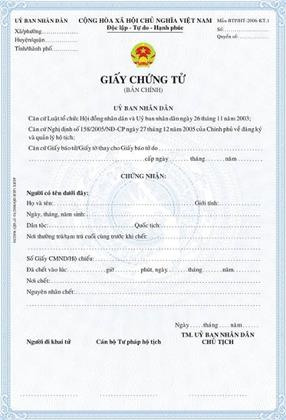 ỦY BAN NHÂN DÂN
CỘNG HÒA XÃ HỘI CHỦ NGHĨA VIỆT NAM
Độc lập - Tự do - Hạnh phúc
Mẫu BTP/HT-2006-KT.1
Xã/phường
Huyện/quận
Tỉnh/thành phố
Số:
Quyển số:
GIẤY CHỨNG TỬ
(BẢN CHÍNH)
ỦY BAN NHÂN DÂN
Căn cứ Luật tổ chức Hội đồng nhân dân và Uỷ ban nhân dân ngày 26 tháng 11 năm 2003;
Căn cứ Nghị định số 158/2005/NĐ-CP ngày 27 tháng 12 năm 2005 của Chính phủ về đăng ký
và quản lý hộ tịch;
Căn cứ Giấy báo tử/Giấy tờ thay cho Giấy báo tử do
cấp ngày tháng năm
CHỨNG NHẬN:
Người có tên dưới đây:
Họ và tên: Giới tính:
Ngày, tháng, năm sinh:
Dân tộc: Quốc tịch:
Nơi thường trú/tạm trú cuối cùng trước khi chết:
Số Giấy CMND/Hộ chiếu:
Đã chết vào lúc giờ phút, ngày tháng năm
Nơi chết:
Nguyên nhân chết:
Ngày tháng năm
TM. UỶ BAN NHÂN DÂN
Người đi khai tử Cán bộ Tư pháp hộ tịch CHỦ TỊCH